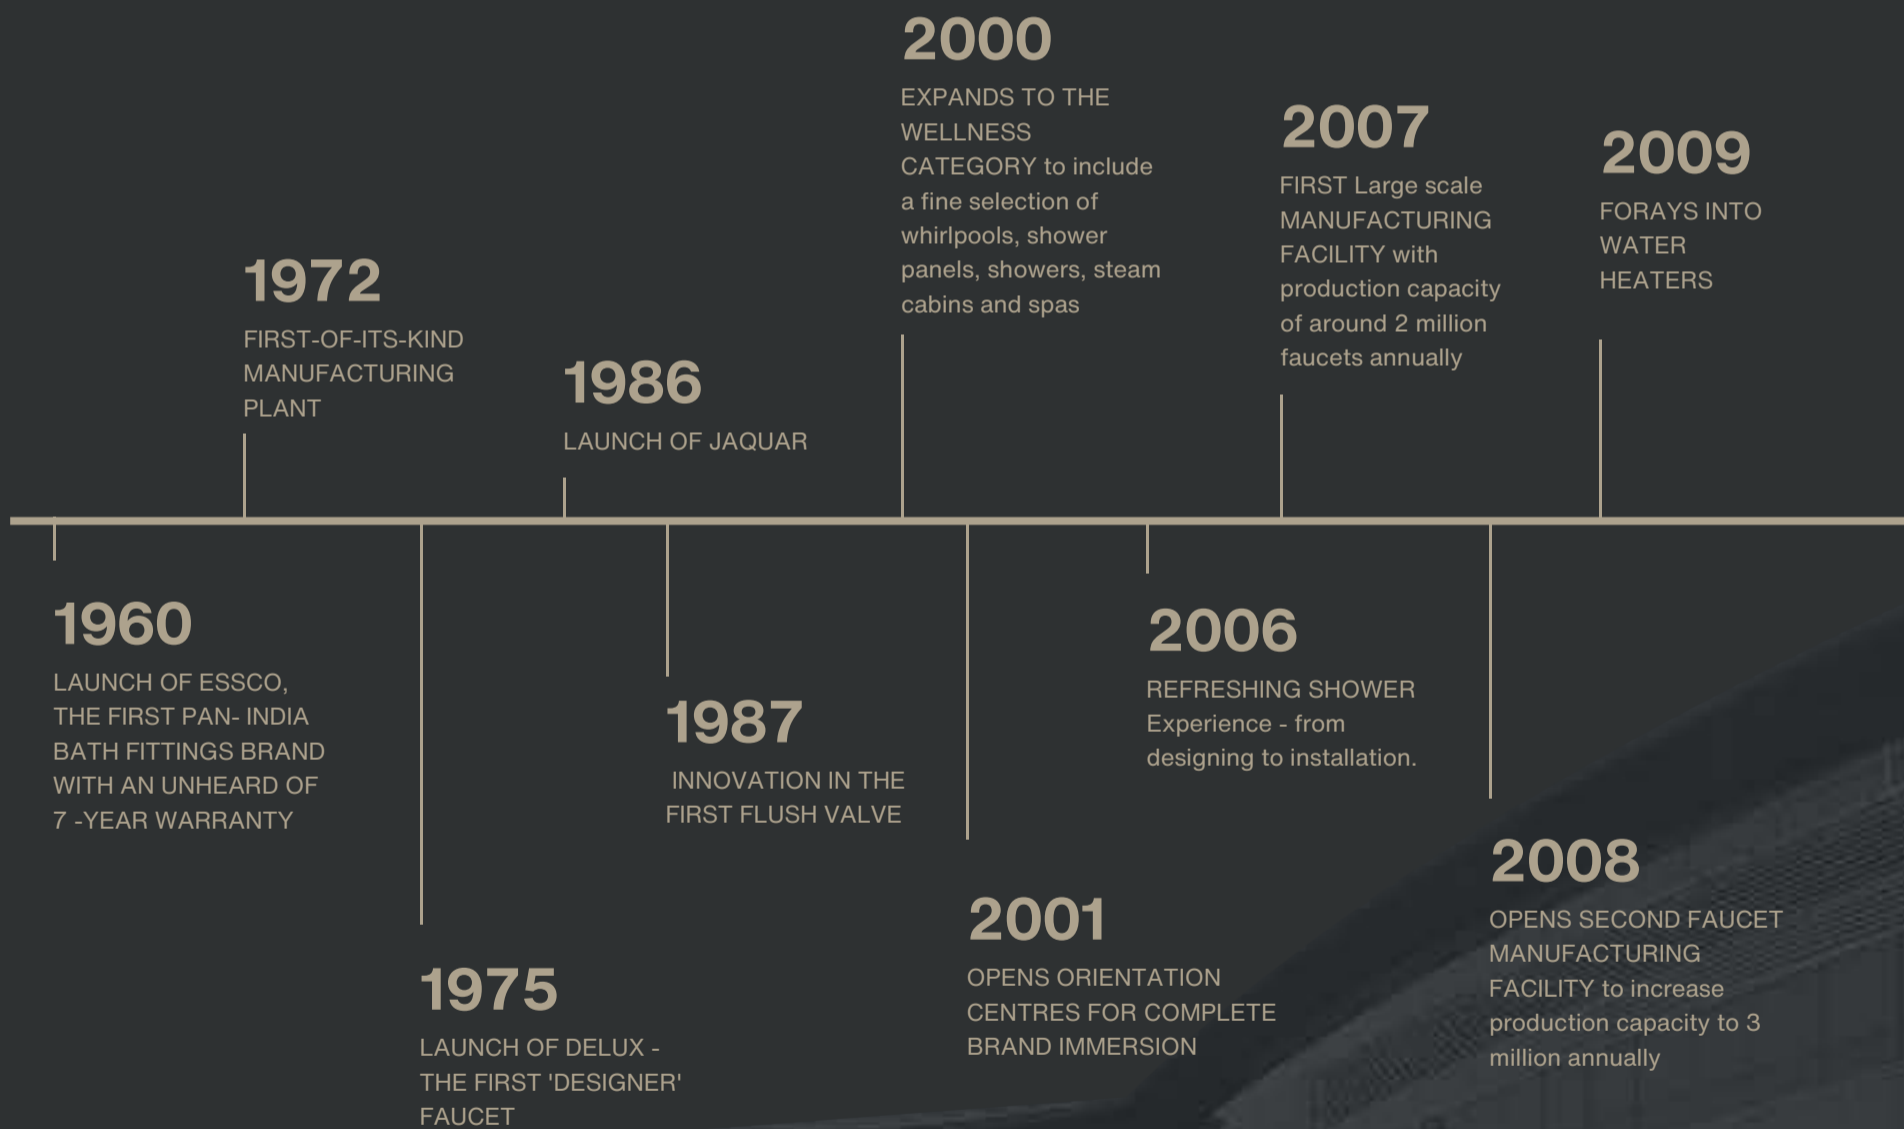 1960
LAUNCH OF ESSCO,
THE FIRST PAN- INDIA
BATH FITTINGS BRAND
WITH AN UNHEARD OF
7 -YEAR WARRANTY
1972
FIRST-OF-ITS-KIND
MANUFACTURING
PLANT
1975
LAUNCH OF DELUX -
THE FIRST 'DESIGNER'
FAUCET
1986
LAUNCH OF JAQUAR
1987
INNOVATION IN THE
FIRST FLUSH VALVE
2000
EXPANDS TO THE
WELLNESS
CATEGORY to include
a fine selection of
whirlpools, shower
panels, showers, steam
cabins and spas
2001
OPENS ORIENTATION
CENTRES FOR COMPLETE
BRAND IMMERSION
2006
REFRESHING SHOWER
Experience - from
designing to installation.
2007
FIRST Large scale
MANUFACTURING
FACILITY with
production capacity
of around 2 million
faucets annually
2008
OPENS SECOND FAUCET
MANUFACTURING
FACILITY to increase
production capacity to 3
million annually
2009
FORAYS INTO
WATER
HEATERS